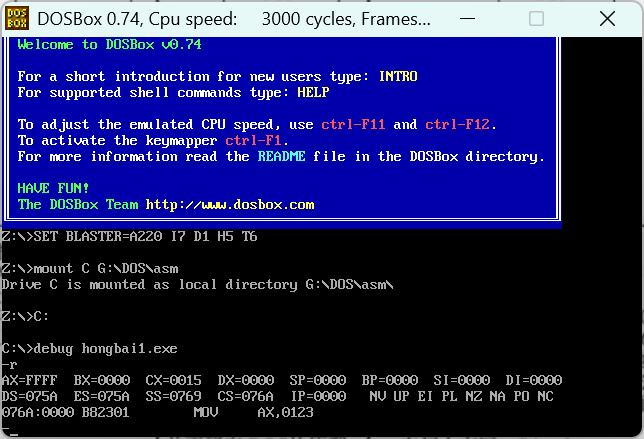 DOSBox 0.74, Cpu speed: 3000 cycles, Frames...
Welcome to DOSBox v0.74
For a short introduction for new users type: INTRO
For supported shell commands type: HELP
To adjust the emulated CPU speed, use ctrl-F11 and ctrl-F12.
To activate the keymapper ctrl-F1.
For more information read the README file in the DOSBox directory.
HAVE FUN!
The DOSBox Team http://www.dosbox.com
Z:\>SET BLASTER=A220 I7 D1 H5 T6
Z:\>mount C G:\DOS\asm
Drive C is mounted as local directory G:\DOS\asm\
Z:\>C:
C:\>debug hongbai1.exe
-r
AX=FFFF BX=0000 CX=0015 DX=0000 SP=0000 BP=0000 SI=0000 DI=0000
DS=075A ES=075A SS=0769 CS=076A IP=0000 NV UP EI PL NZ NA PO NC
076A:0000 B82301 MOV AX,0123
-